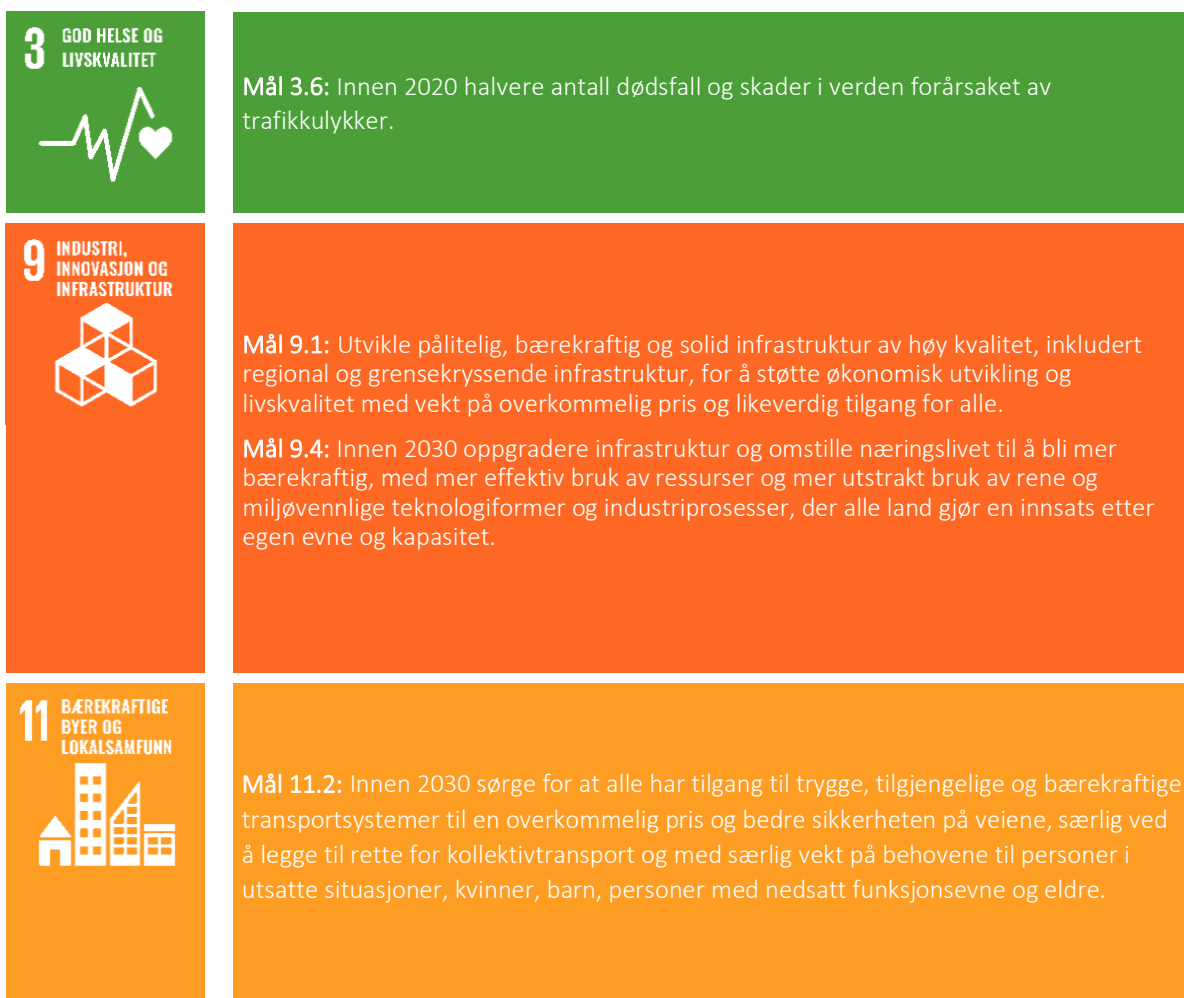 3 GOD HELSE OG
LIVSKVALITET
Mål 3.6: Innen 2020 halvere antall dødsfall og skader i verden forårsaket av
trafikkulykker.
9 INDUSTRI,
INNOVASJON OG
INFRASTRUKTUR
Mål 9.1: Utvikle pålitelig, bærekraftig og solid infrastruktur av høy kvalitet, inkludert
regional og grensekryssende infrastruktur, for å støtte økonomisk utvikling og
livskvalitet med vekt på overkommelig pris og likeverdig tilgang for alle.
Mål 9.4: Innen 2030 oppgradere infrastruktur og omstille næringslivet til å bli mer
bærekraftig, med mer effektiv bruk av ressurser og mer utstrakt bruk av rene og
miljøvennlige teknologiformer og industriprosesser, der alle land gjør en innsats etter
egen evne og kapasitet.
11 BÆREKRAFTIGE
BYER OG
LOKALSAMFUNN
Mål 11.2: Innen 2030 sørge for at alle har tilgang til trygge, tilgjengelige og bærekraftige
transportsystemer til en overkommelig pris og bedre sikkerheten på veiene, særlig ved
å legge til rette for kollektivtransport og med særlig vekt på behovene til personer i
utsatte situasjoner, kvinner, barn, personer med nedsatt funksjonsevne og eldre.